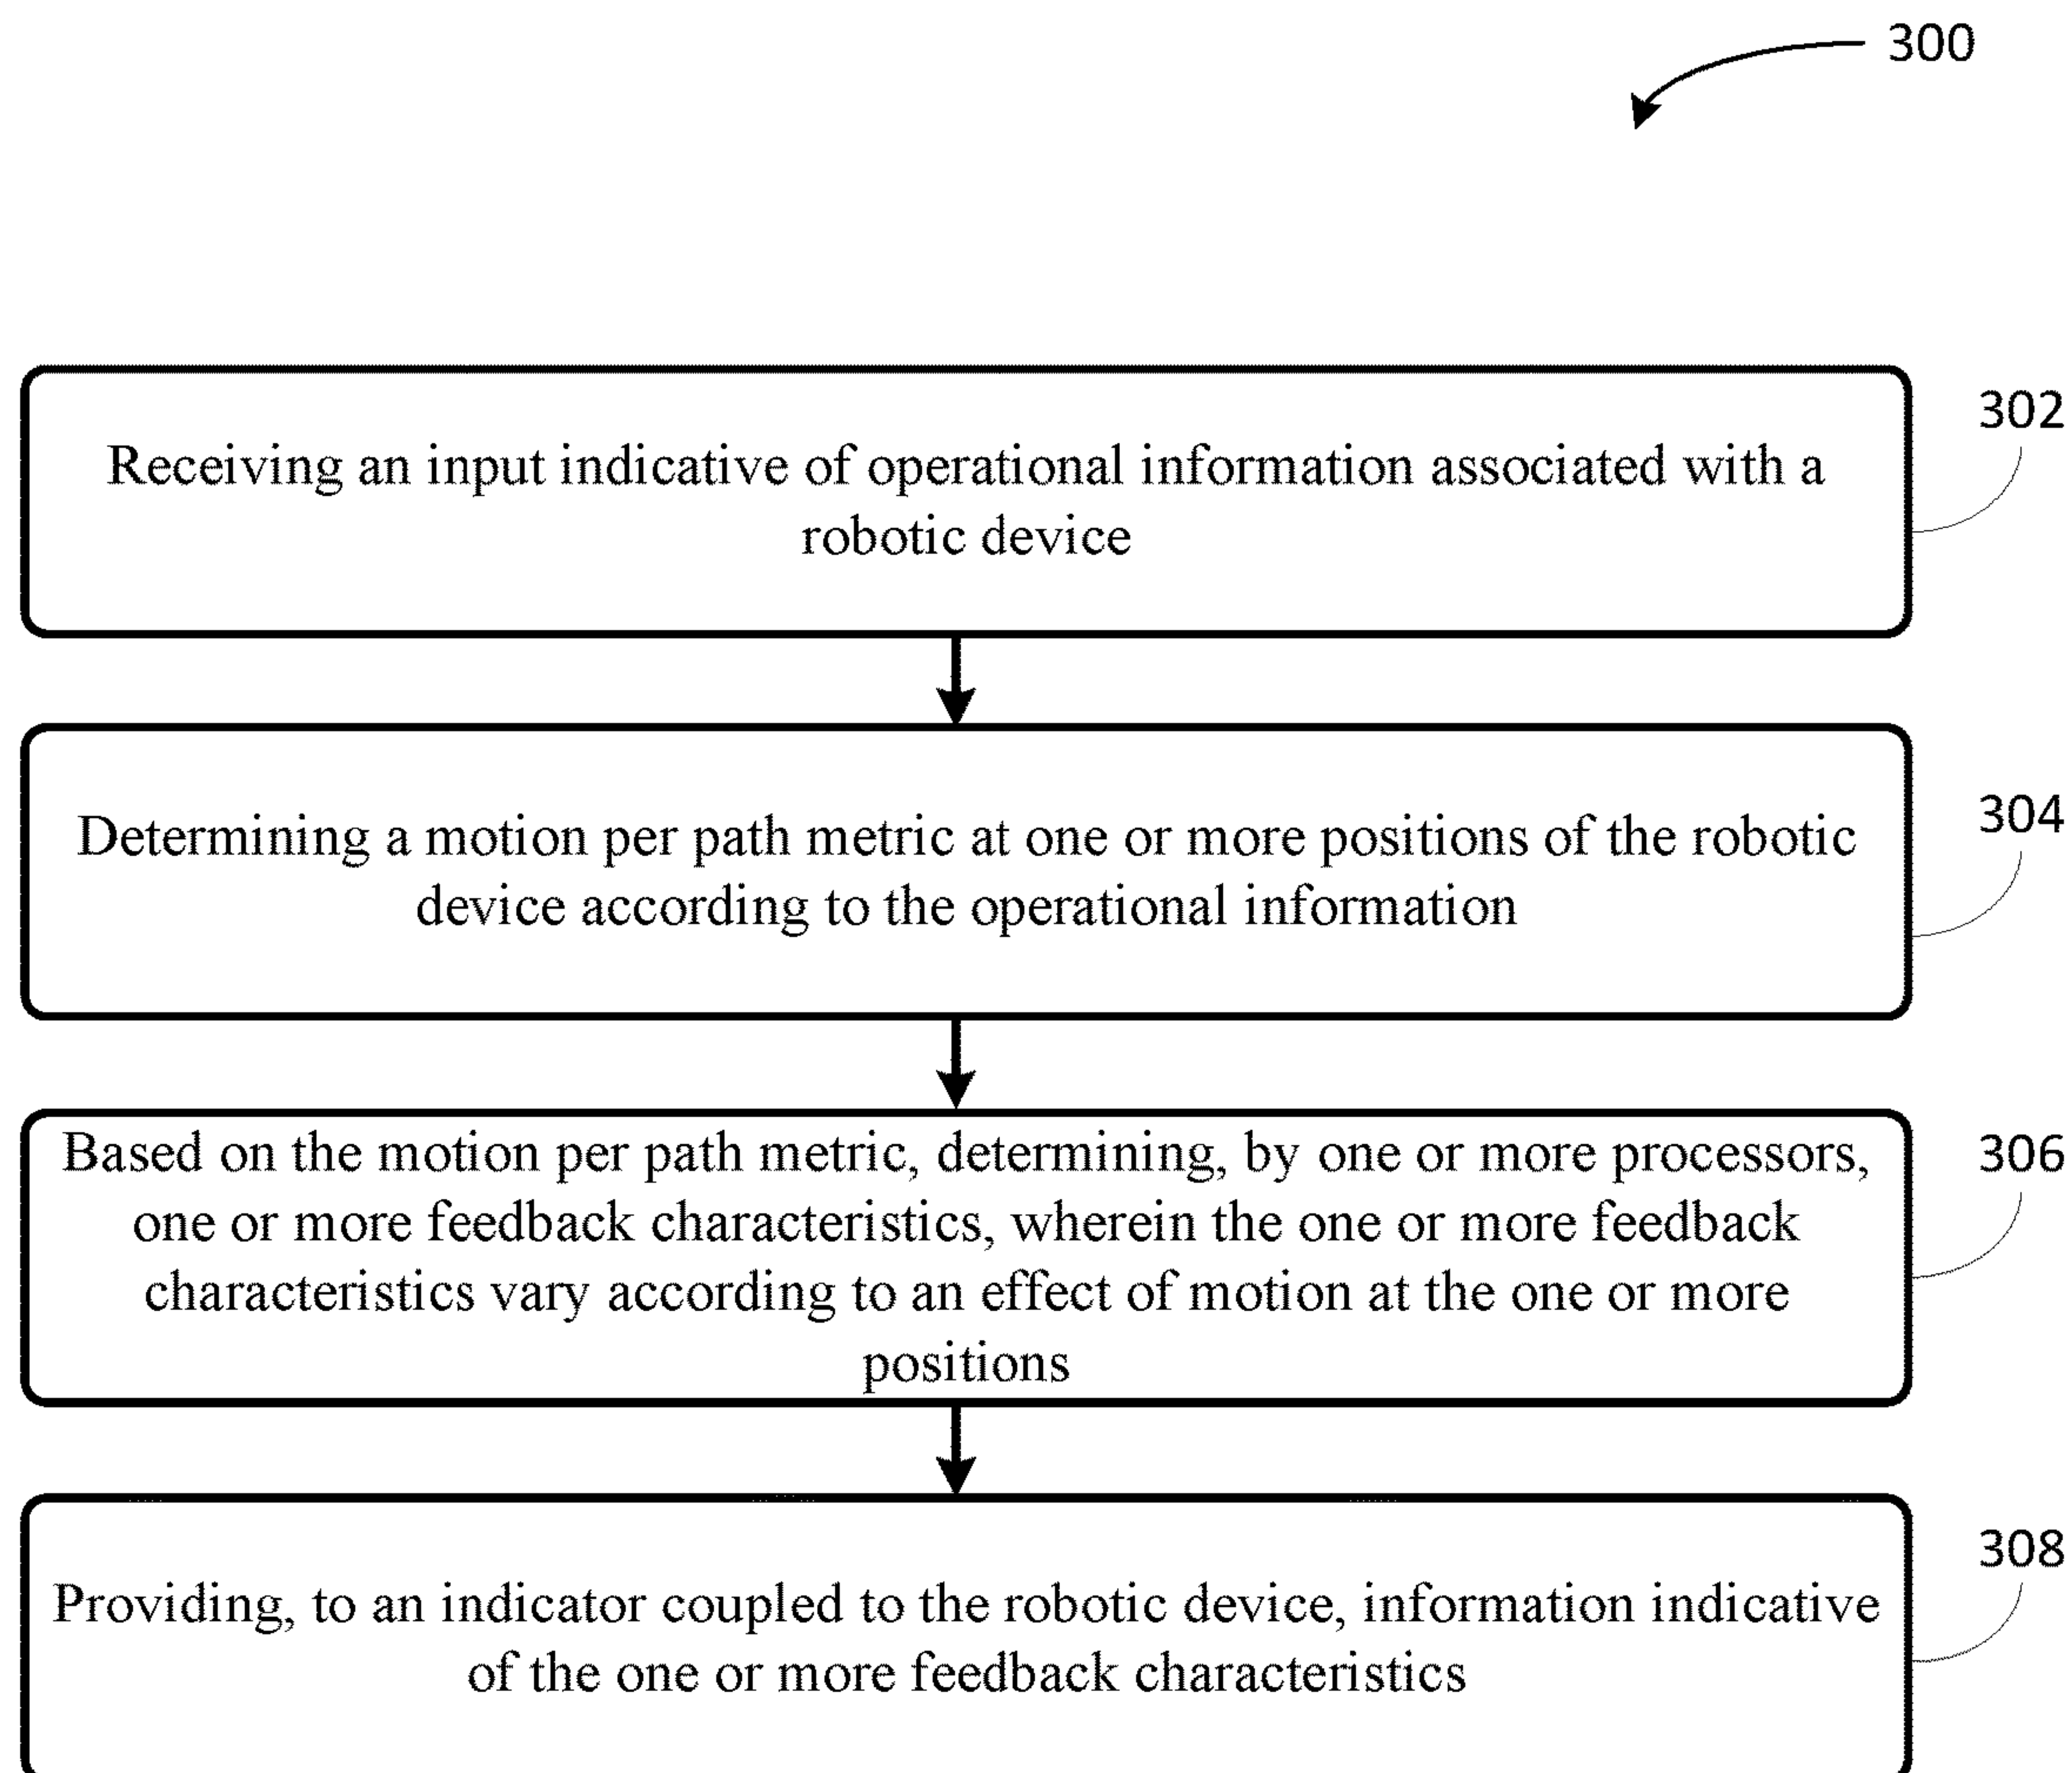 300
302
Receiving an input indicative of operational information associated with a
robotic device
304
Determining a motion per path metric at one or more positions of the robotic
device according to the operational information
306
Based on the motion per path metric, determining, by one or more processors,
one or more feedback characteristics, wherein the one or more feedback
characteristics vary according to an effect of motion at the one or more
positions
308
Providing, to an indicator coupled to the robotic device, information indicative
of the one or more feedback characteristics